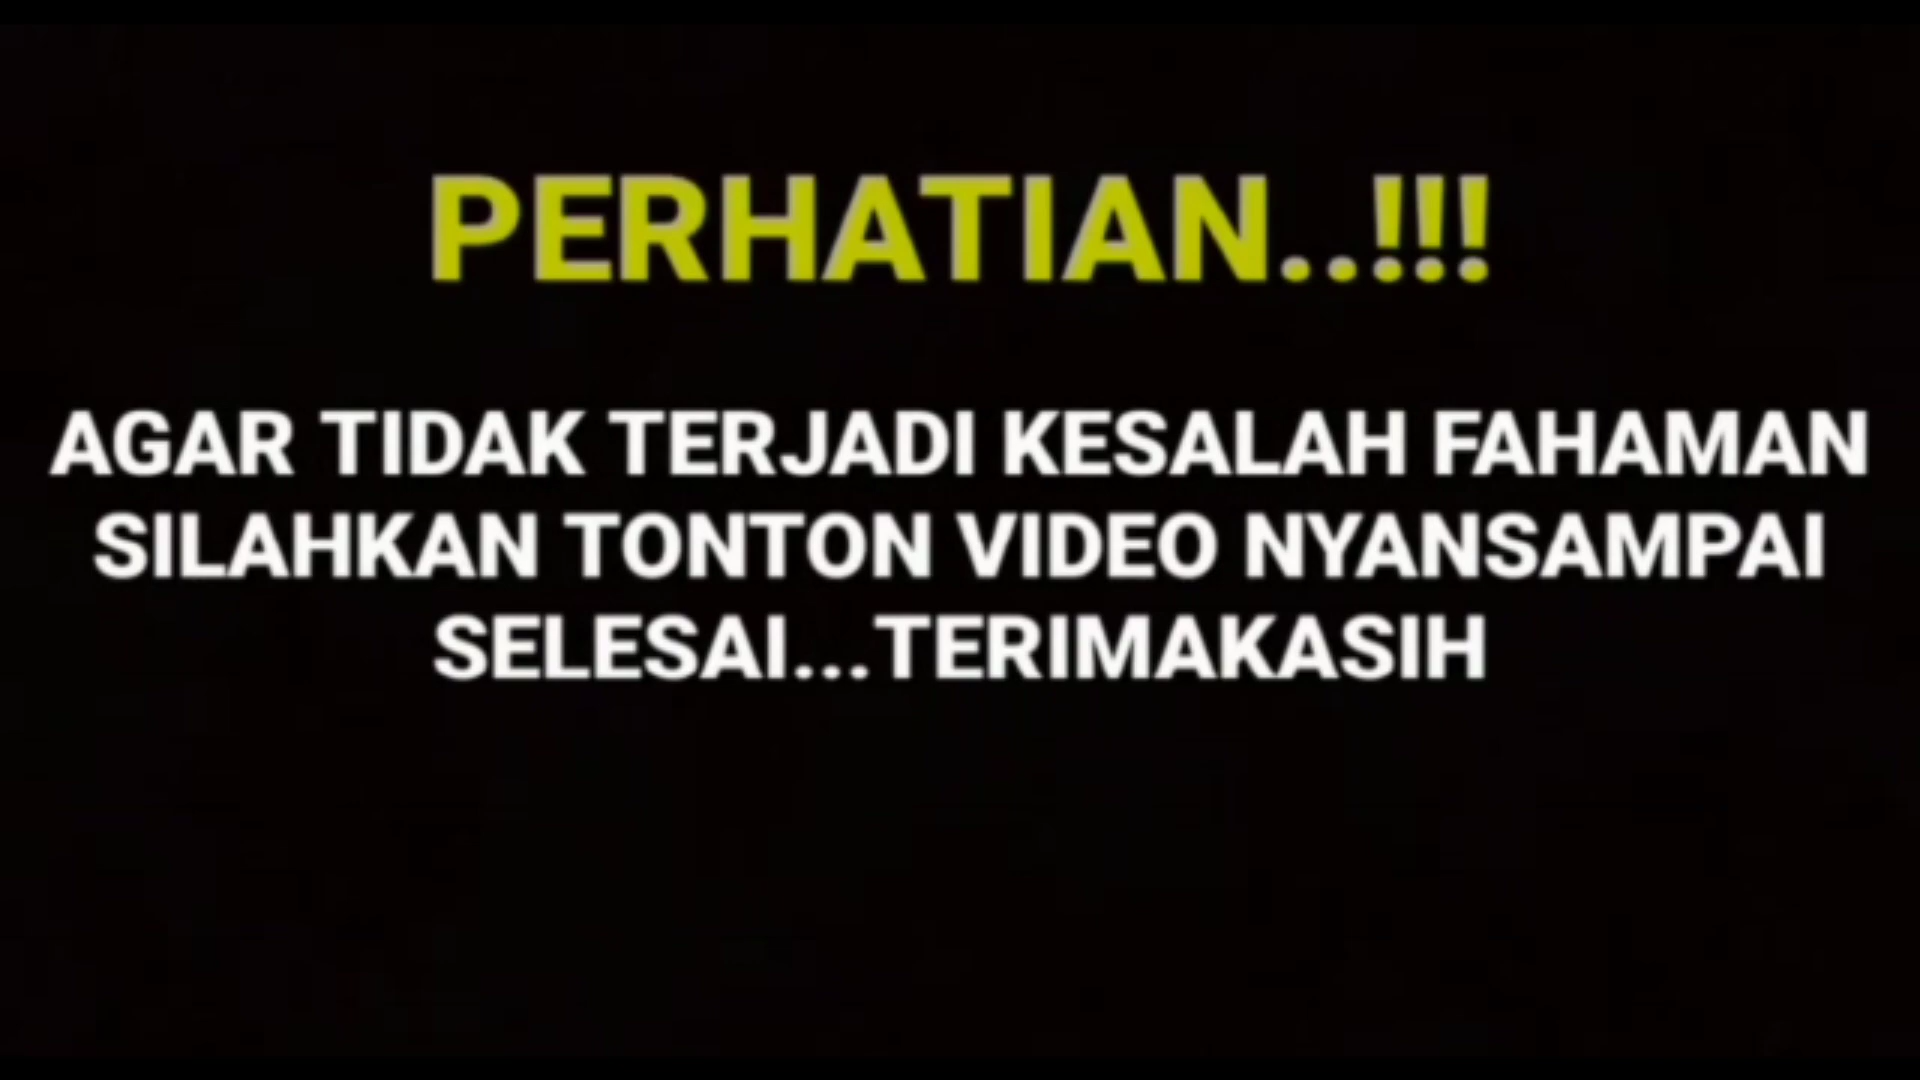 PERHATIAN..!!!
AGAR TIDAK TERJADI KESALAH FAHAMAN
SILAHKAN TONTON VIDEO NYANSAMPAI
SELESAI...TERIMAKASIH